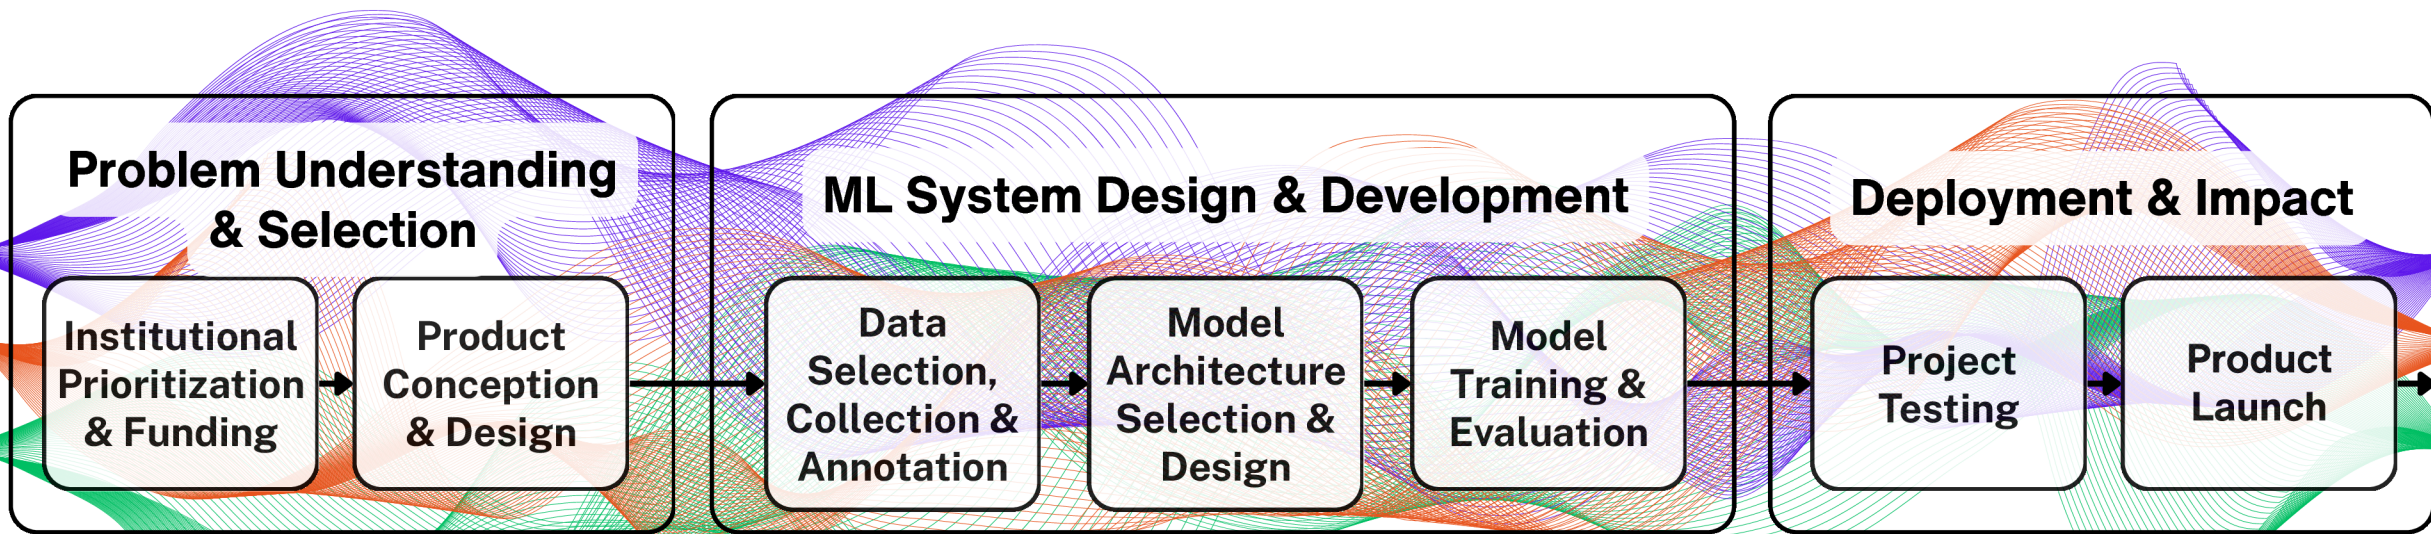 Problem Understanding
& Selection
Institutional
Prioritization
& Funding
Product
Conception
& Design
ML System Design & Development
Data
Selection,
Collection &
Annotation
Model
Architecture
Selection &
Design
Model
Training &
Evaluation
Deployment & Impact
Project
Testing
Product
Launch